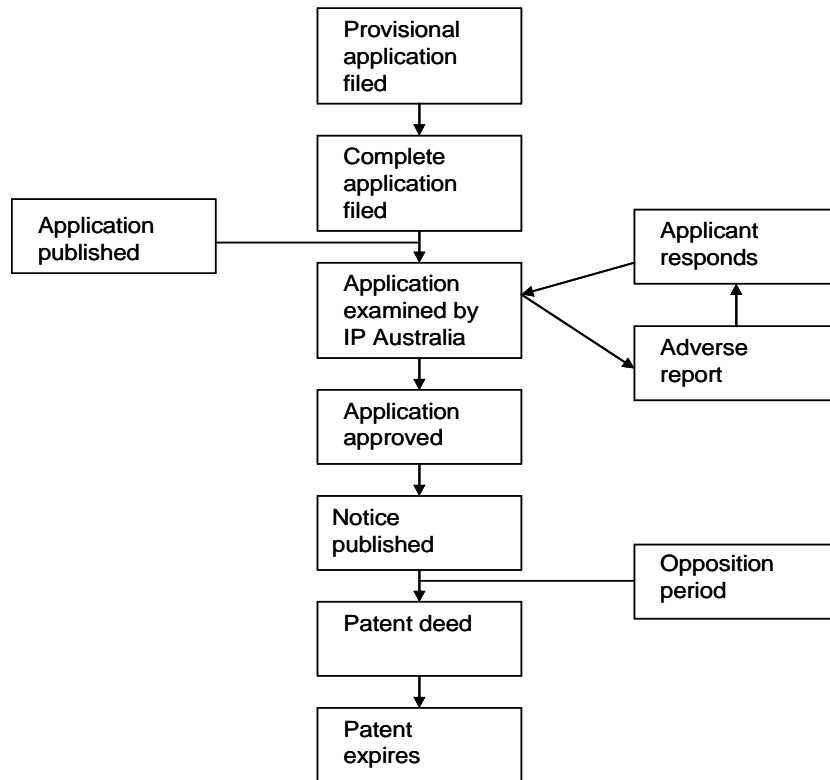 Provisional
application
filed
Complete
application
filed
Application
published
Application
examined by
IP Australia
Applicant
responds
Adverse
report
Application
approved
Notice
published
Opposition
period
Patent deed
Patent
expires